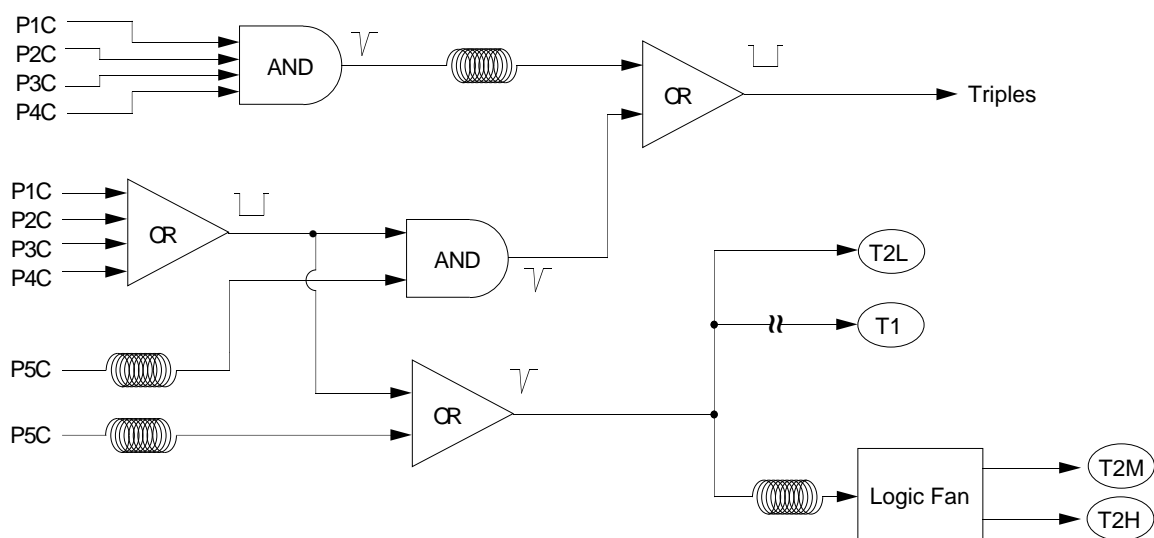 P1C
P2C
P3C
P4C
AND
OR
Triples
P1C
P2C
P3C
P4C
OR
AND
T2L
T1
P5C
P5C
OR
Logic Fan
T2M
T2H